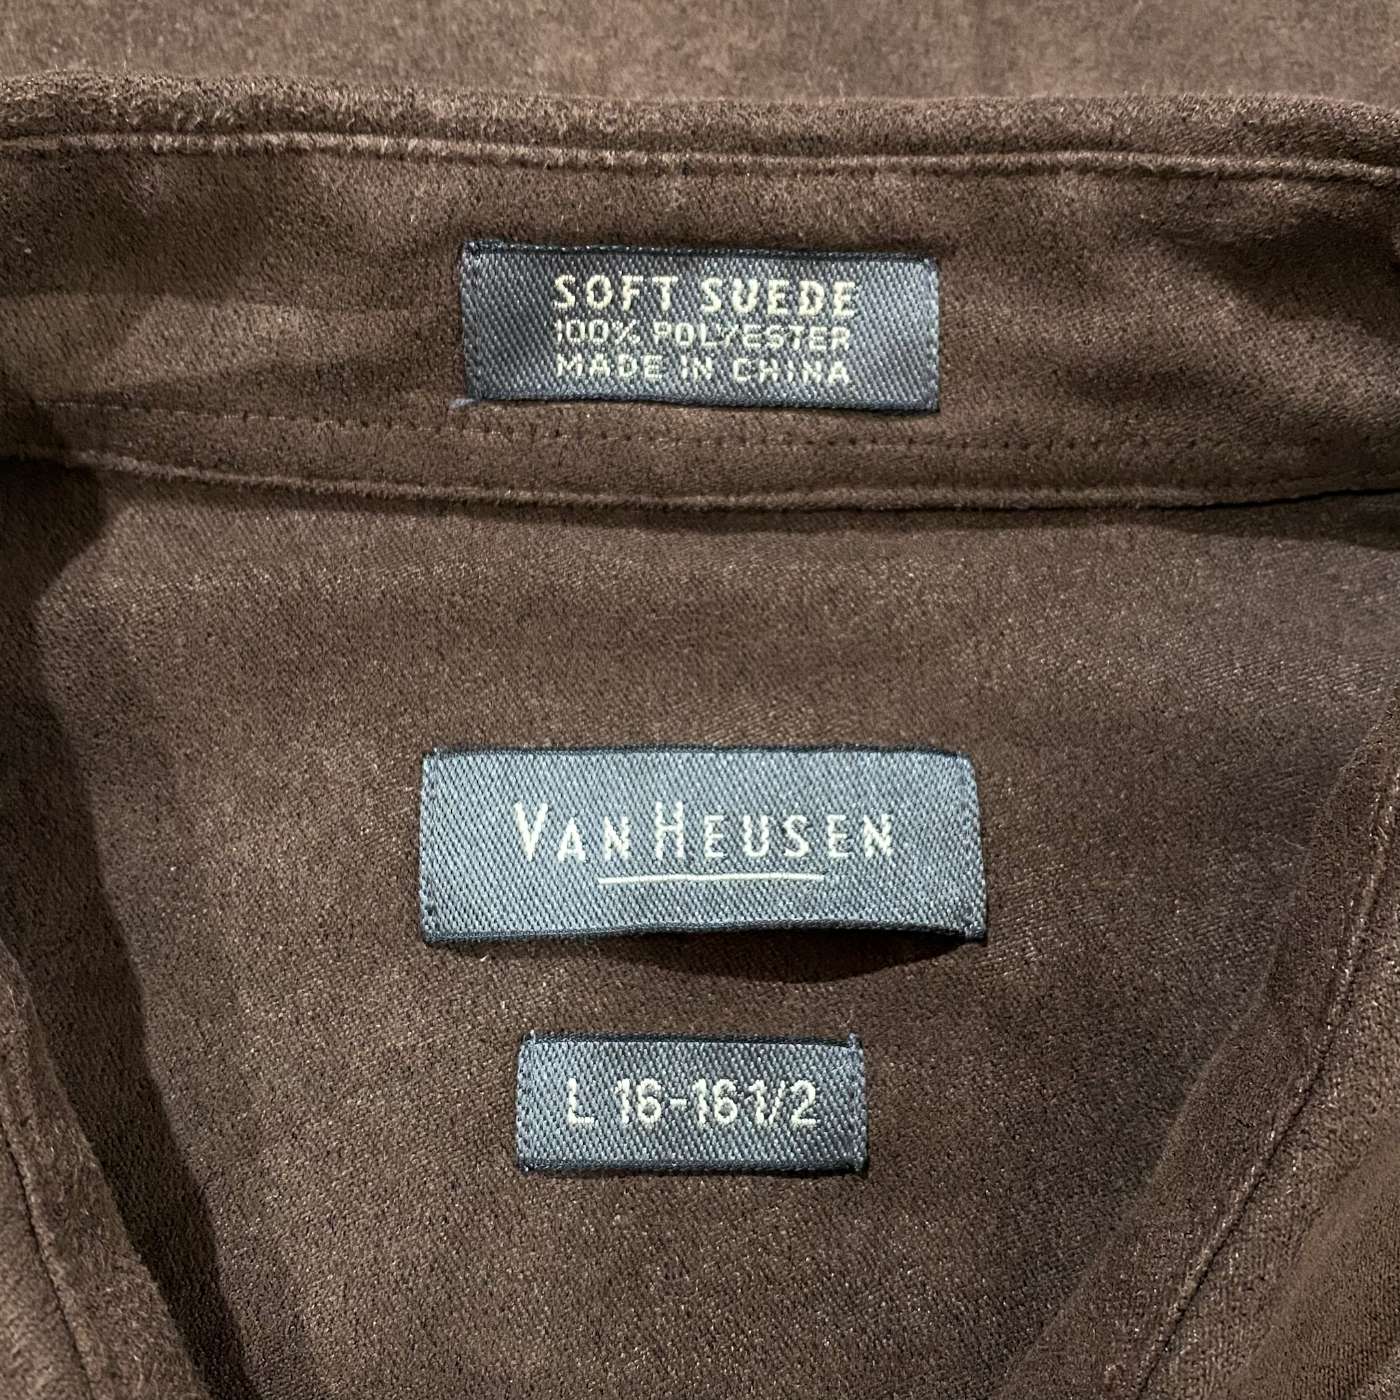 SOFT SUEDE
100% POLYESTER
MADE IN CHINA
VAN HEUSEN
L 16-16 1/2